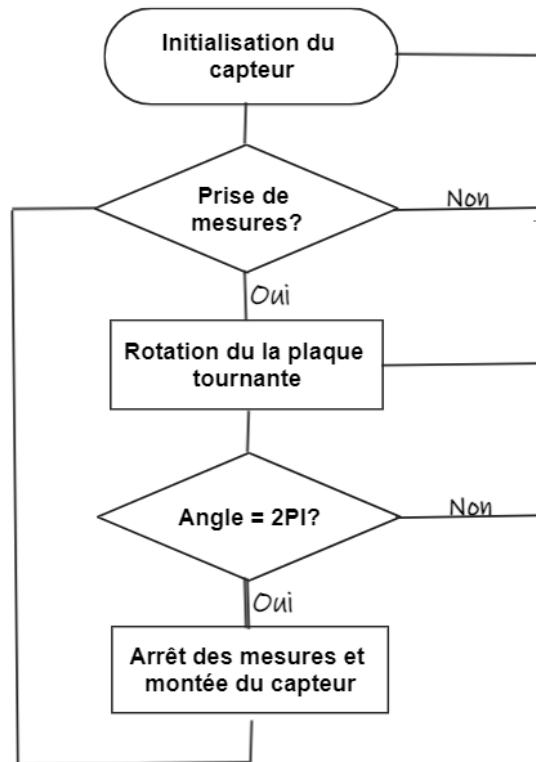 Initialisation du
capteur
Prise de
mesures?
Non
Oui
Rotation du la plaque
tournante
Angle = 2PI?
Non
Oui
Arrêt des mesures et
montée du capteur